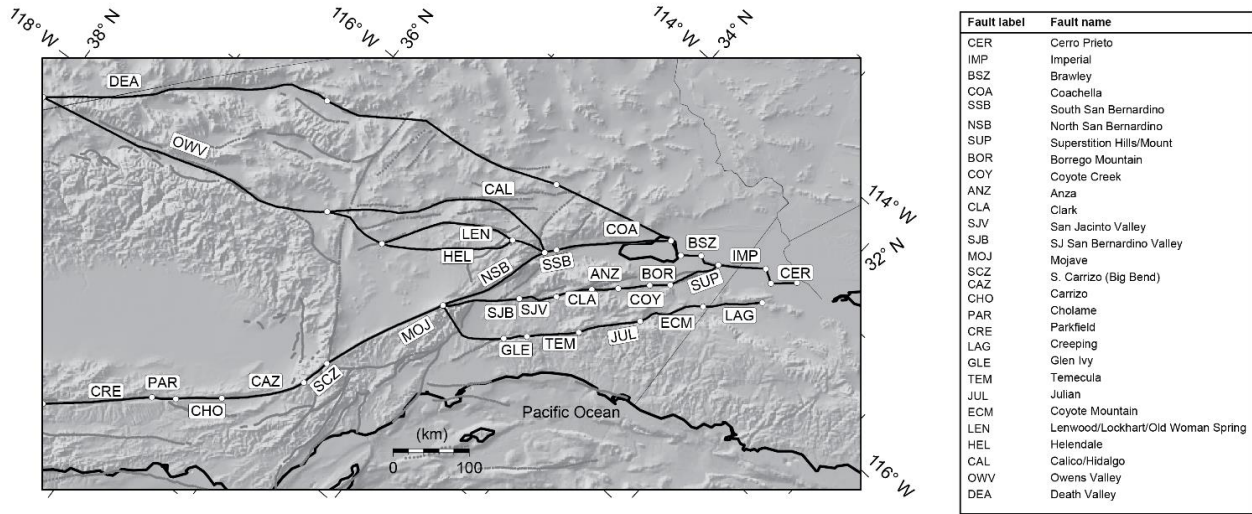 118° W
38° N
116° W
36° N
114° W
34° N
DEA
OWV
CAL
LEN
HEL
NSB
SSB
COA
BSZ
IMP
CER
114° W
32° N
ANZ
BOR
SUP
CLA
COY
SJB
SJV
MOJ
GLE
TEM
JUL
ECM
LAG
SCZ
CAZ
PAR
CRE
CHO
Pacific Ocean
(km)
0 100
116° W
Fault label Fault name
CER Cerro Prieto
IMP Imperial
BSZ Brawley
COA Coachella
SSB South San Bernardino
NSB North San Bernardino
SUP Superstition Hills/Mount
BOR Borrego Mountain
COY Coyote Creek
ANZ Anza
CLA Clark
SJV San Jacinto Valley
SJB SJ San Bernardino Valley
MOJ Mojave
SCZ S. Carrizo (Big Bend)
CAZ Carrizo
CHO Cholame
PAR Parkfield
CRE Creeping
LAG Laguna Salada
GLE Glen Ivy
TEM Temecula
JUL Julian
ECM Coyote Mountain
LEN Lenwood/Lockhart/Old Woman Spring
HEL Helendale
CAL Calico/Hidalgo
OWV Owens Valley
DEA Death Valley